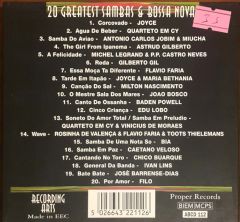 20 GREATEST SAMBAS & BOSSA NOVA
1. Corcovado - JOYCE
2. Agua De Beber - QUARTETO EM CY
3. Samba Do Aviao - ANTONIO CARLOS JOBIM & MIUCHA
4. The Girl From Ipanema - ASTRUD GILBERTO
5. A Felicidade - MICHEL LEGRAND & P.P. CASTRO NEVES
6. Roda - GILBERTO GIL
7. Essa Moça Ta Diferente - FLAVIO FARIA
8. Tarde Em Itapoan - JOYCE & MARIA BETHANIA
9. Canção Do Sal - MILTON NASCIMENTO
10. O Mestre Sala Dos Mares - JOAO BOSCO
11. Canto De Ossanha - BADEN POWELL
12. Cinco Criança - EDU LOBO
13. Soneto Do Amor Total / Samba Em Preludio -
QUARTETO EM CY & VINICIUS DE MORAES
14. Wave - ROSINHA DE VALENÇA & FLAVIO FARIA & TOOTS THIELEMANS
15. Samba De Uma Nota So - BIA
16. Samba Em Paz - CAETANO VELOSO
17. Cantando No Toro - CHICO BUARQUE
18. General Da Banda - IVAN LINS
19. Bate Bate - JOSÉ BARRENSE-DIAS
20. Por Amor - FILO
RECORDING
ARTS
Made in EEC
5 026643 221126
Proper Records
BIEM/MCPS
ABCD 112